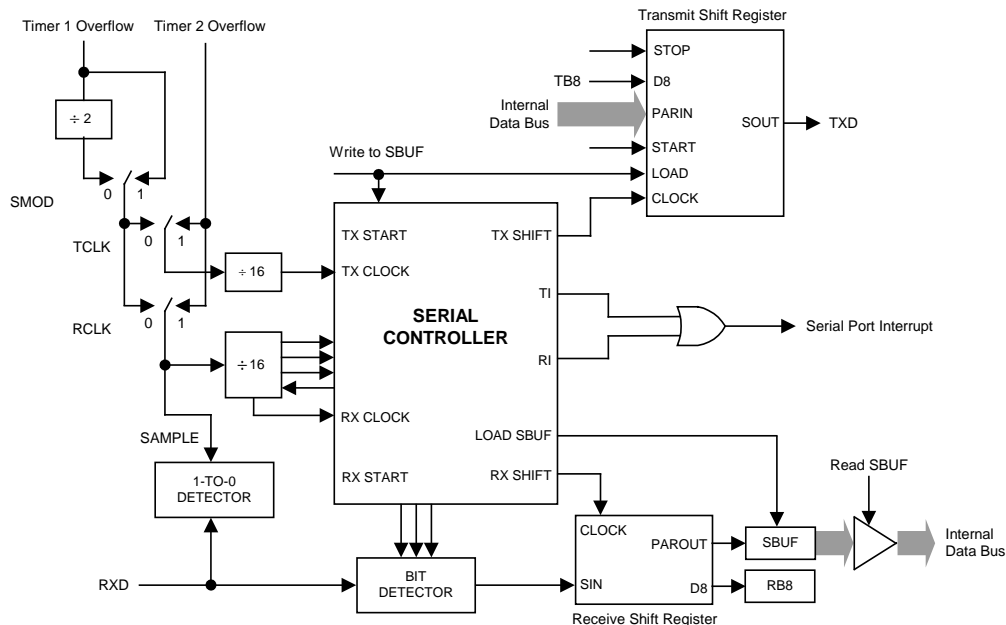 Transmit Shift Register
Timer 1 Overflow
Timer 2 Overflow
STOP
TB8
D8
Internal
Data Bus
PARIN
SOUT
TXD
START
LOAD
CLOCK
÷ 2
Write to SBUF
SMOD
0
1
TCLK
0
1
÷ 16
RCLK
0
1
÷ 16
TX START
TX SHIFT
TX CLOCK
TI
SERIAL
CONTROLLER
RI
Serial Port Interrupt
RX CLOCK
LOAD SBUF
RX START
RX SHIFT
SAMPLE
1-TO-0
DETECTOR
Read SBUF
CLOCK
PAROUT
SBUF
Internal
Data Bus
RXD
BIT
DETECTOR
SIN
D8
RB8
Receive Shift Register